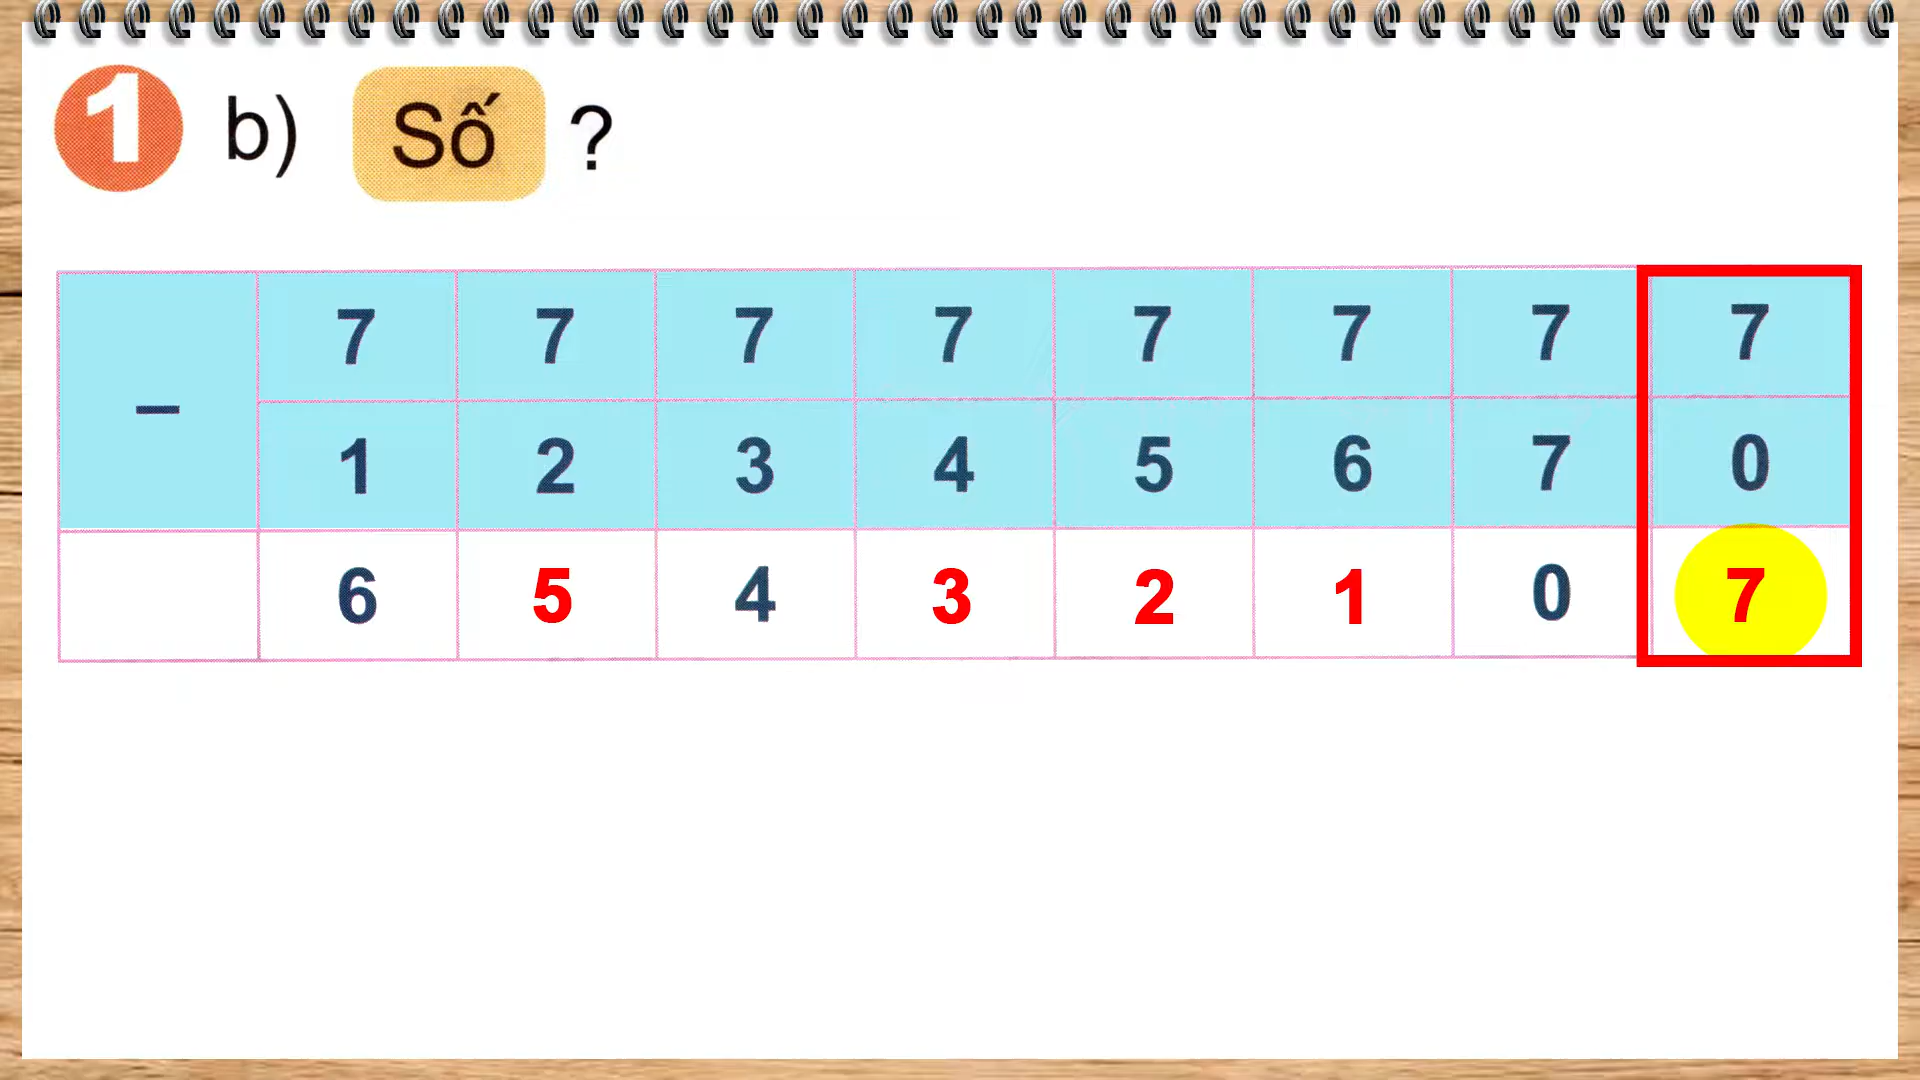 1 b) Số ?
– 7 7 7 7 7 7 7 7
1 2 3 4 5 6 7 0
6 5 4 3 2 1 0 7